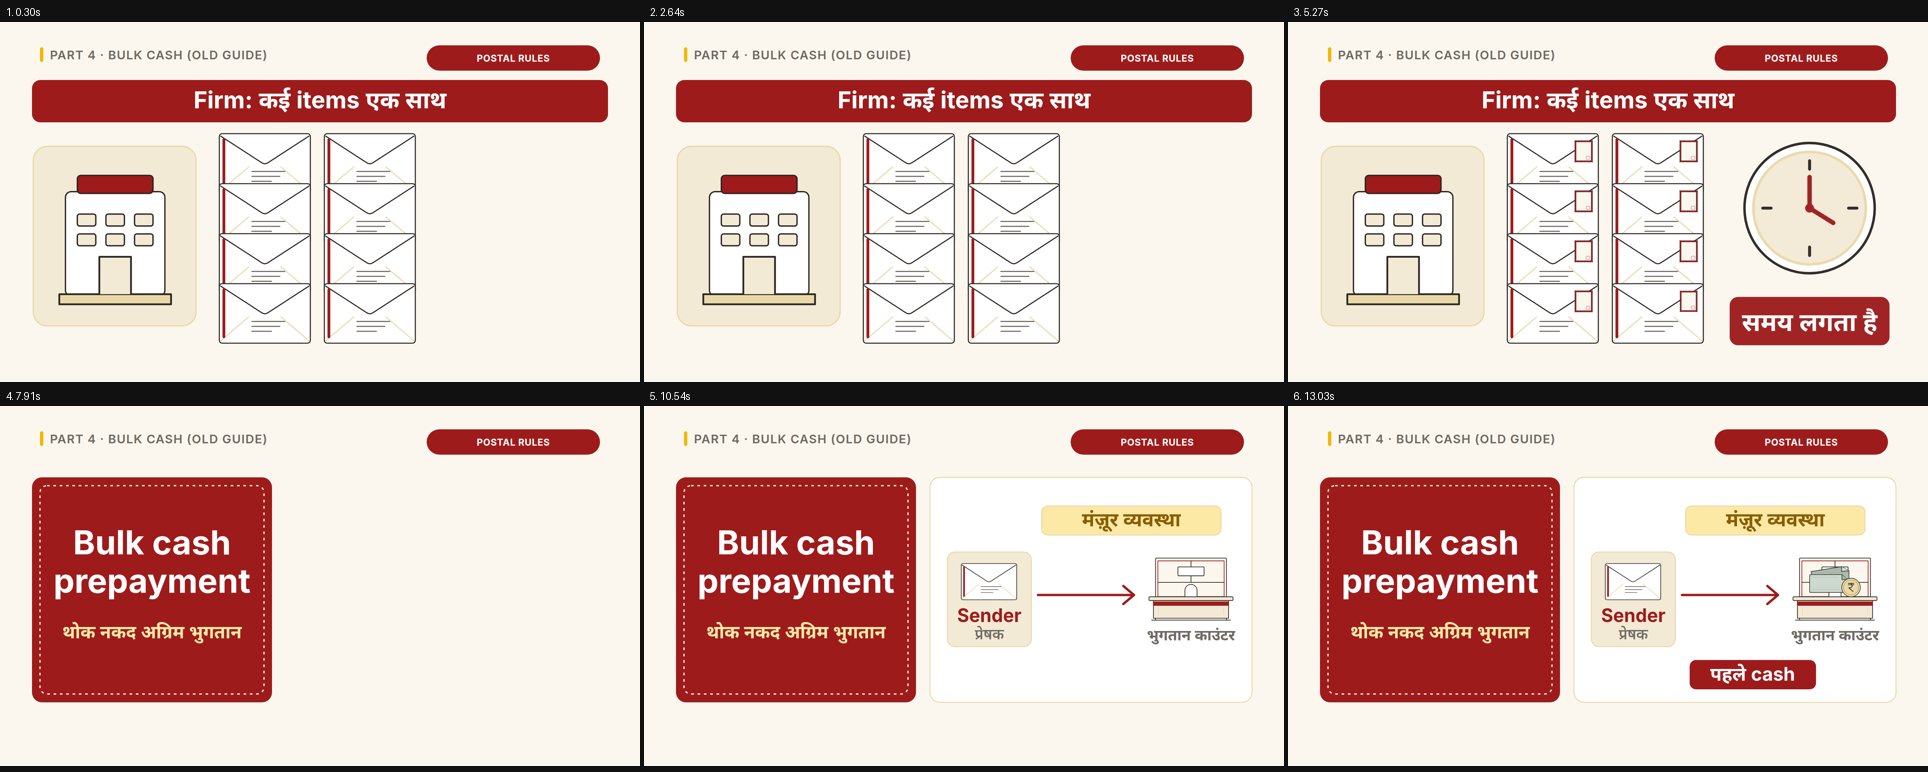 1. 0.30s
PART 4 · BULK CASH (OLD GUIDE)
POSTAL RULES
Firm: कई items एक साथ
2. 2.64s
PART 4 · BULK CASH (OLD GUIDE)
POSTAL RULES
Firm: कई items एक साथ
3. 5.27s
PART 4 · BULK CASH (OLD GUIDE)
POSTAL RULES
Firm: कई items एक साथ
समय लगता है
4. 7.91s
PART 4 · BULK CASH (OLD GUIDE)
POSTAL RULES
Bulk cash
prepayment
थोक नकद अग्रिम भुगतान
5. 10.54s
PART 4 · BULK CASH (OLD GUIDE)
POSTAL RULES
Bulk cash
prepayment
थोक नकद अग्रिम भुगतान
मंज़ूर व्यवस्था
Sender
प्रेषक
भुगतान काउंटर
6. 13.03s
PART 4 · BULK CASH (OLD GUIDE)
POSTAL RULES
Bulk cash
prepayment
थोक नकद अग्रिम भुगतान
मंज़ूर व्यवस्था
₹
Sender
प्रेषक
भुगतान काउंटर
पहले cash